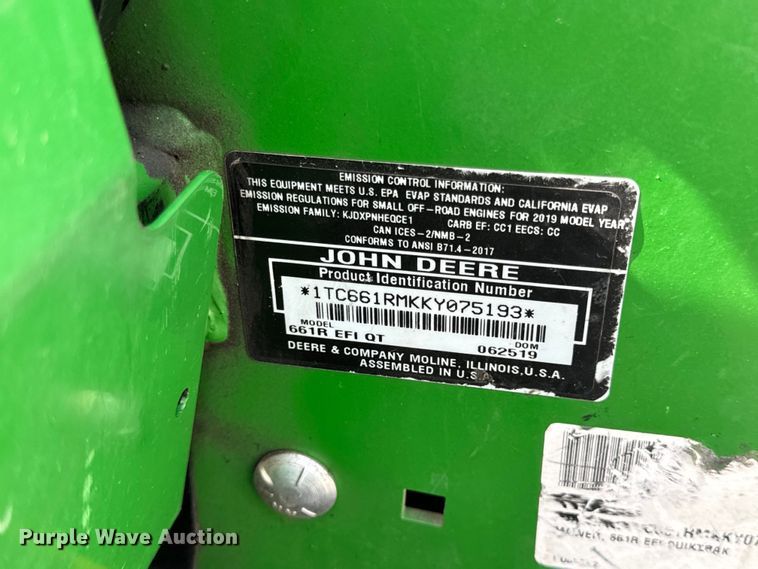 EMISSION CONTROL INFORMATION:
THIS EQUIPMENT MEETS U.S. EPA EVAP STANDARDS AND CALIFORNIA EVAP
EMISSION REGULATIONS FOR SMALL OFF-ROAD ENGINES FOR 2019 MODEL YEAR
EMISSION FAMILY: KJDXPNHEQCE1 CARB EF: CC1 EECS: CC
CAN ICES-2/NMB-2
CONFORMS TO ANSI B71.4-2017
JOHN DEERE
Product Identification Number
*1TC661RMKKY075193*
MODEL DOM
661R EFI QT 062519
DEERE & COMPANY MOLINE, ILLINOIS, U.S.A.
ASSEMBLED IN U.S.A.
661R EFI QUIKTRAK
Purple Wave Auction